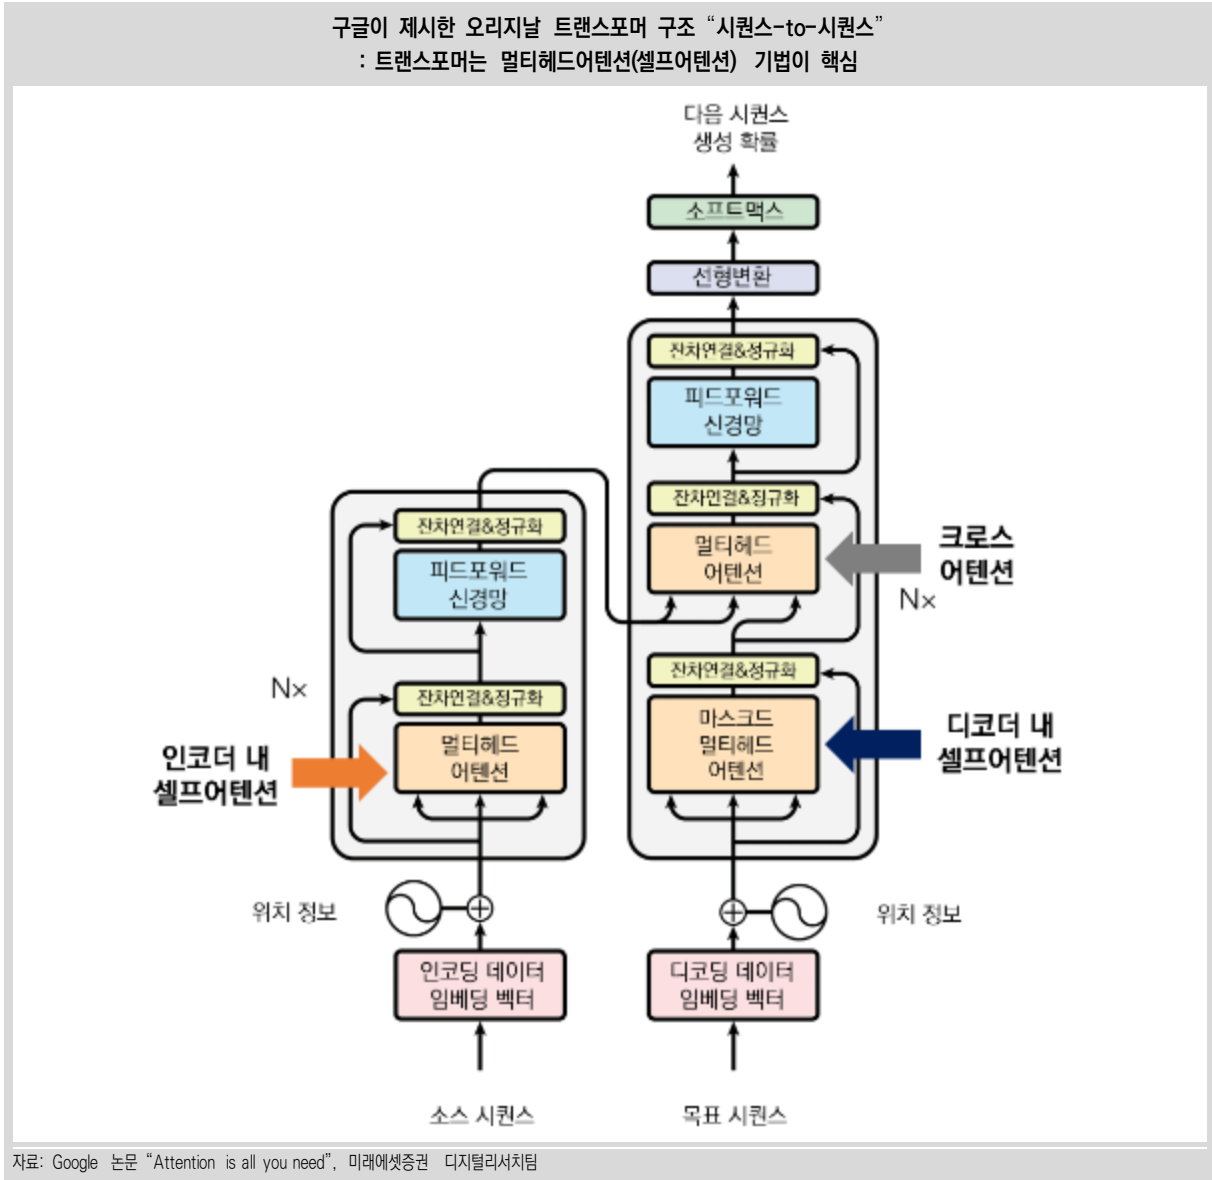 구글이 제시한 오리지날 트랜스포머 구조 “시퀀스-to-시퀀스”
: 트랜스포머는 멀티헤드어텐션(셀프어텐션) 기법이 핵심
다음 시퀀스
생성 확률
소프트맥스
선형변환
잔차연결&정규화
피드포워드
신경망
잔차연결&정규화
멀티헤드
어텐션
크로스
어텐션
N×
잔차연결&정규화
마스크드
멀티헤드
어텐션
디코더 내
셀프어텐션
잔차연결&정규화
피드포워드
신경망
N×
잔차연결&정규화
멀티헤드
어텐션
인코더 내
셀프어텐션
위치 정보
위치 정보
인코딩 데이터
임베딩 벡터
디코딩 데이터
임베딩 벡터
소스 시퀀스
목표 시퀀스
자료: Google 논문 “Attention is all you need”, 미래에셋증권 디지털리서치팀